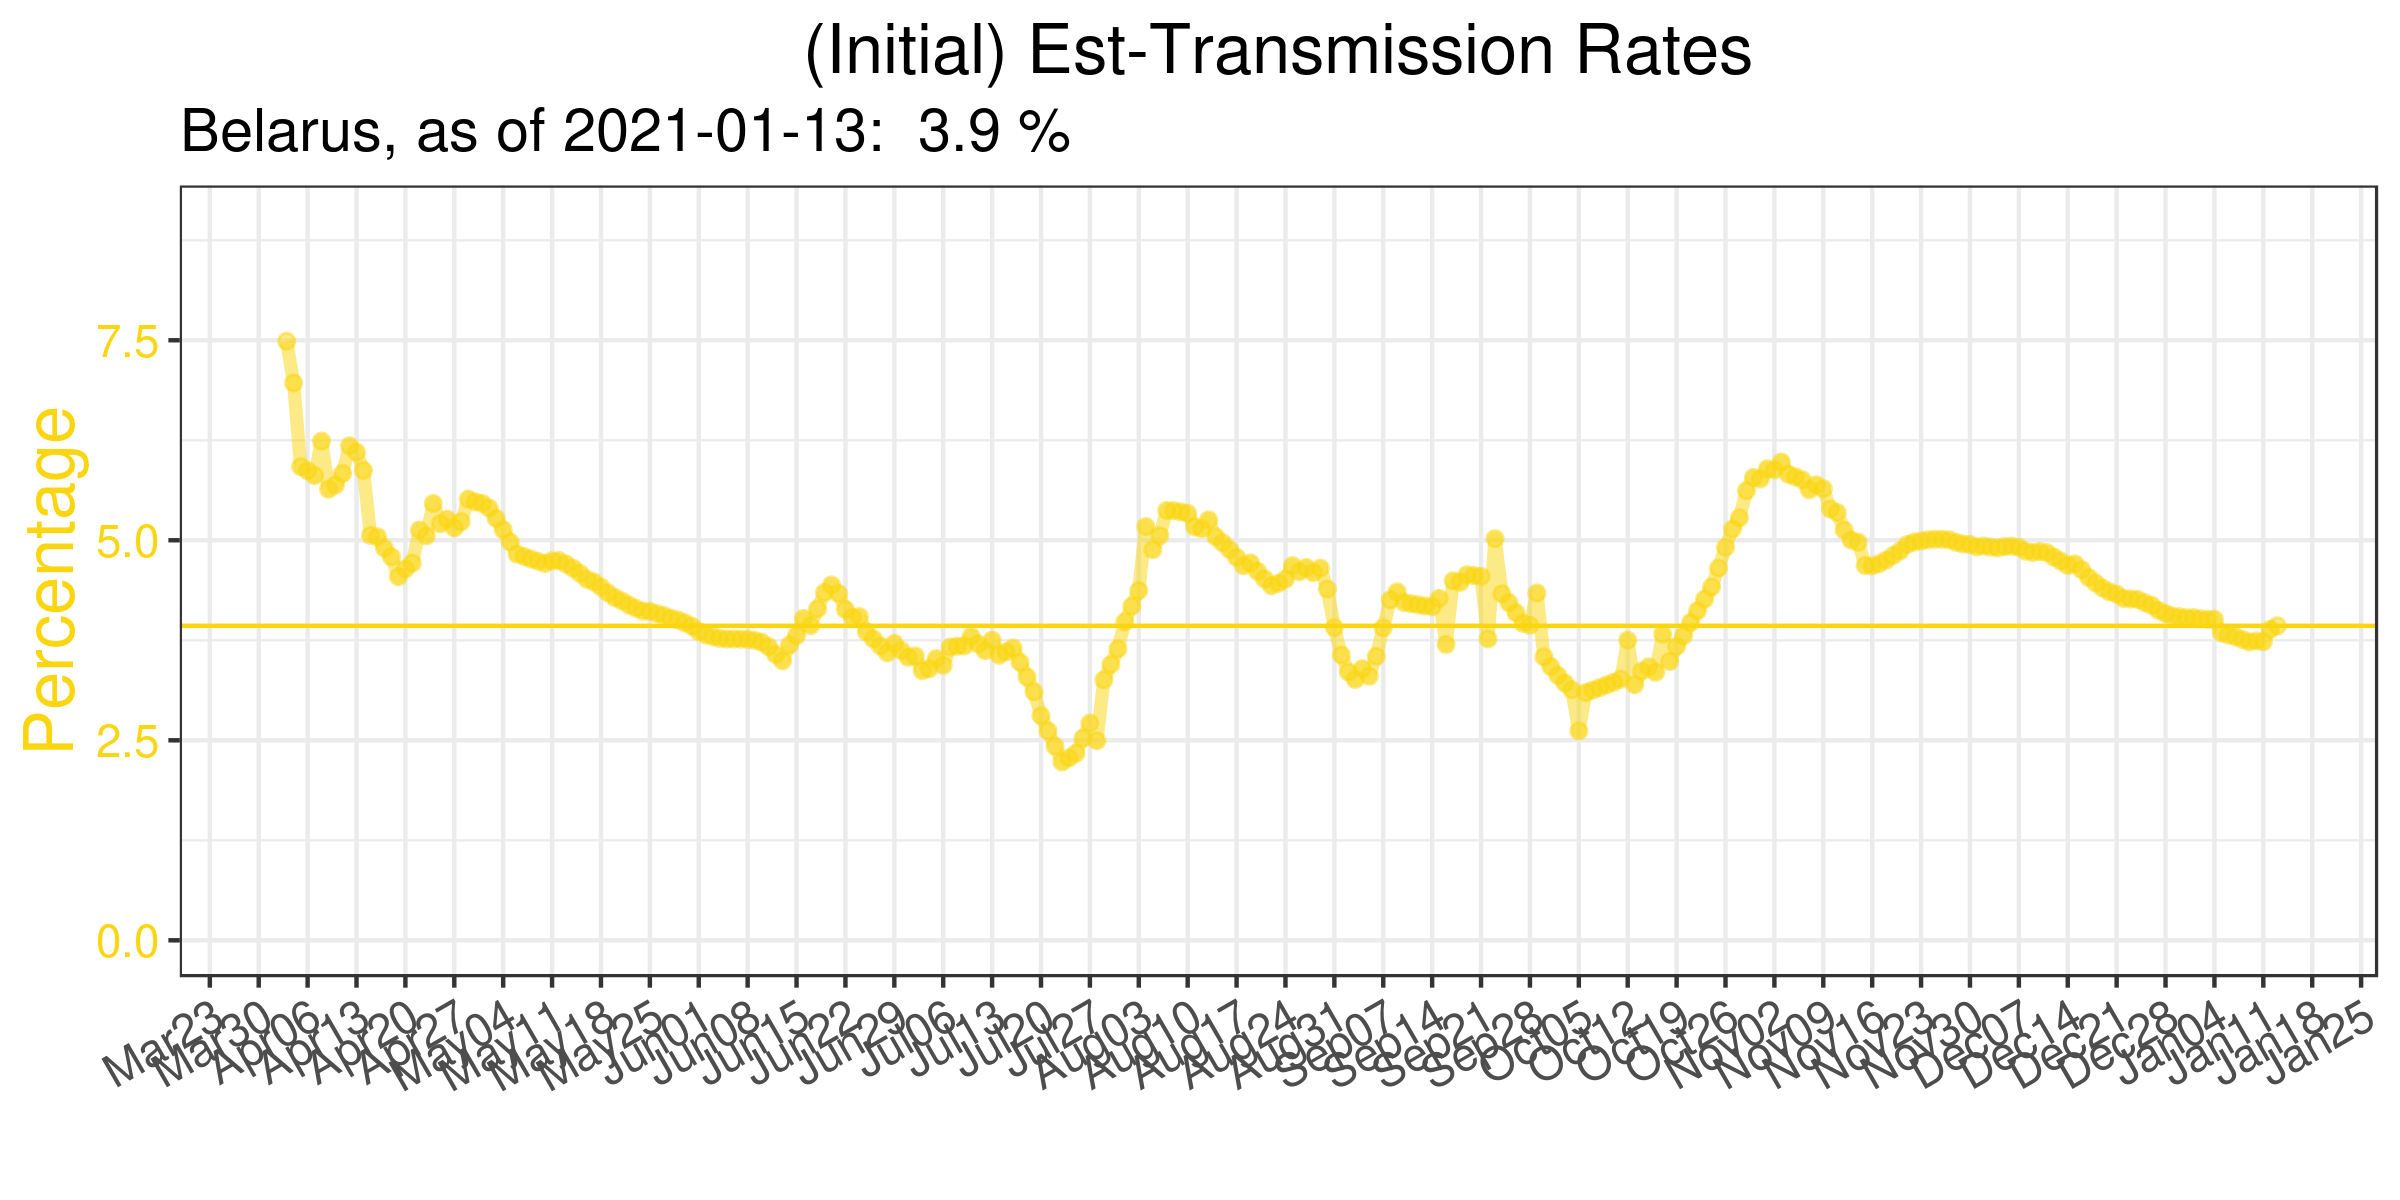 (Initial) Est-Transmission Rates
Belarus, as of 2021-01-13:  3.9 %
Percentage
7.5
5.0
2.5
0.0
Mar23
Mar30
Apr06
Apr13
Apr20
Apr27
May04
May11
May18
May25
Jun01
Jun08
Jun15
Jun22
Jun29
Jul06
Jul13
Jul20
Jul27
Aug03
Aug10
Aug17
Aug24
Aug31
Sep07
Sep14
Sep21
Sep28
Oct05
Oct12
Oct19
Oct26
Nov02
Nov09
Nov16
Nov23
Nov30
Dec07
Dec14
Dec21
Dec28
Jan04
Jan11
Jan18
Jan25